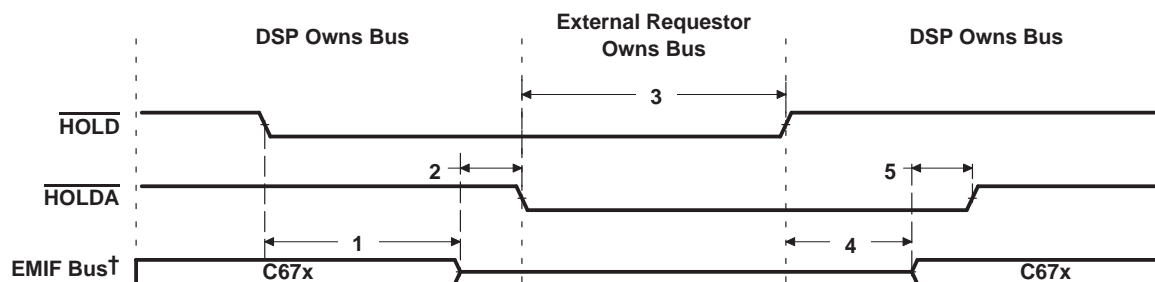 DSP Owns Bus
External Requestor
Owns Bus
DSP Owns Bus
3
HOLD
2
5
HOLDA
1
4
EMIF Bus†
C67x
C67x